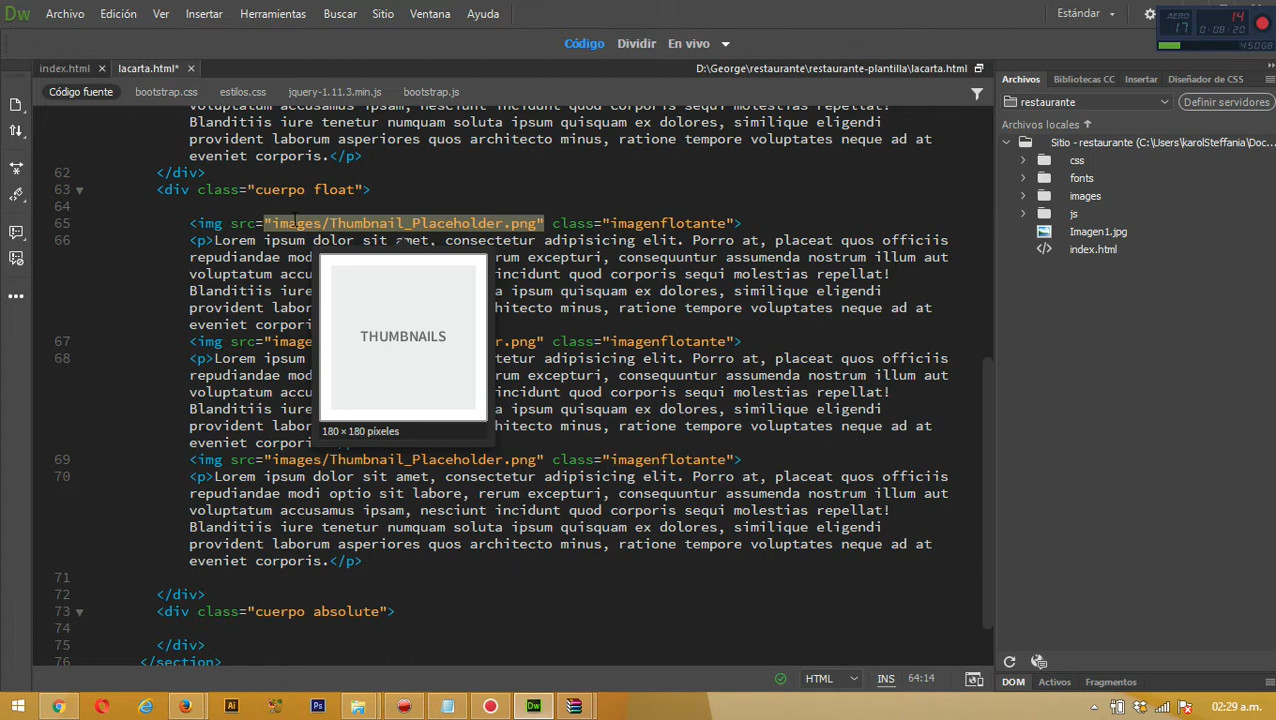 Dw Archivo Edición Ver Insertar Herramientas Buscar Sitio Ventana Ayuda Estándar
AERO 17 14 0:08:20 450GB
Código Dividir En vivo
index.html × lacarta.html* × D:\George\restaurante\restaurante-plantilla\lacarta.html
Código fuente bootstrap.css estilos.css jquery-1.11.3.min.js bootstrap.js
voluptatum accusamus ipsam, nesciunt incidunt quod corporis sequi molestias repellat!
Blanditiis iure tenetur numquam soluta ipsum quisquam ex dolores, similique eligendi
provident laborum asperiores quos architecto minus, ratione tempore voluptates neque ad at
eveniet corporis.</p>
62 </div>
63 <div class="cuerpo float">
64
65 <img src="images/Thumbnail_Placeholder.png" class="imagenflotante">
66 <p>Lorem ipsum dolor sit amet, consectetur adipisicing elit. Porro at, placeat quos officiis
repudiandae mod rum excepturi, consequuntur assumenda nostrum illum aut
voluptatum accu incidunt quod corporis sequi molestias repellat!
Blanditiis iure a ipsum quisquam ex dolores, similique eligendi
provident labor hitecto minus, ratione tempore voluptates neque ad at
eveniet corpori
67 <img src="image er.png" class="imagenflotante">
68 <p>Lorem ipsum tetur adipisicing elit. Porro at, placeat quos officiis
repudiandae mod rum excepturi, consequuntur assumenda nostrum illum aut
voluptatum accu incidunt quod corporis sequi molestias repellat!
Blanditiis iure a ipsum quisquam ex dolores, similique eligendi
provident labor hitecto minus, ratione tempore voluptates neque ad at
eveniet corpori
THUMBNAILS
180 × 180 píxeles
69 <img src="images/Thumbnail_Placeholder.png" class="imagenflotante">
70 <p>Lorem ipsum dolor sit amet, consectetur adipisicing elit. Porro at, placeat quos officiis
repudiandae modi optio sit labore, rerum excepturi, consequuntur assumenda nostrum illum aut
voluptatum accusamus ipsam, nesciunt incidunt quod corporis sequi molestias repellat!
Blanditiis iure tenetur numquam soluta ipsum quisquam ex dolores, similique eligendi
provident laborum asperiores quos architecto minus, ratione tempore voluptates neque ad at
eveniet corporis.</p>
71
72 </div>
73 <div class="cuerpo absolute">
74
75 </div>
76 </section>
HTML INS 64:14
Archivos Bibliotecas CC Insertar Diseñador de CSS
restaurante Definir servidores
Archivos locales
Sitio - restaurante (C:\Users\karolSteffania\Doc...
css
fonts
images
js
Imagen1.jpg
index.html
DOM Activos Fragmentos
Ai Ps Dw 02:29 a.m.